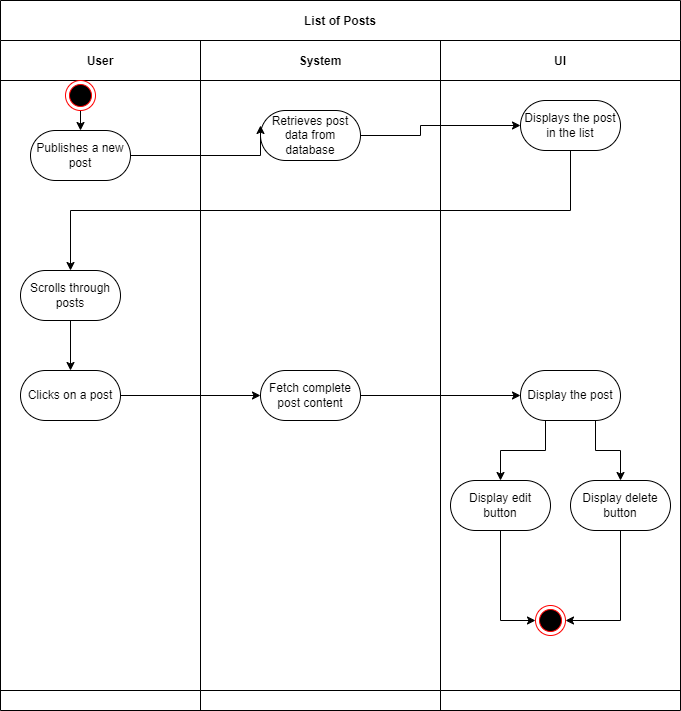 List of Posts
User
System
UI
Publishes a new
post
Retrieves post
data from
database
Displays the post
in the list
Scrolls through
posts
Clicks on a post
Fetch complete
post content
Display the post
Display edit
button
Display delete
button